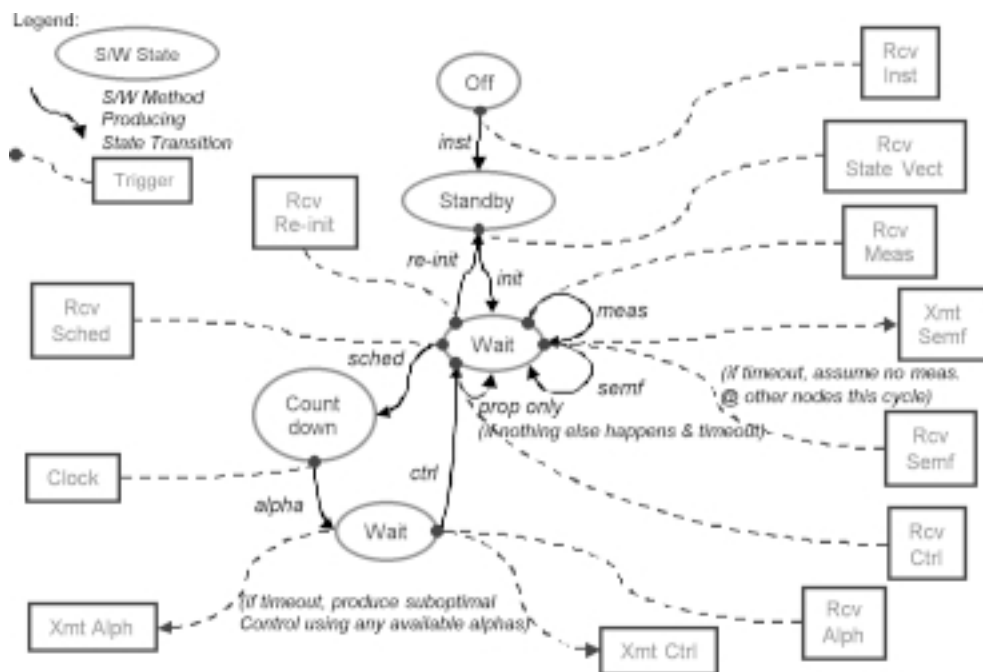 Legend:
S/W State
S/W Method
Producing
State Transition
Trigger
Off
inst
Rcv
Inst
Standby
Rcv
State Vect
Rcv
Re-init
re-init
init
Rcv
Meas
Rcv
Sched
sched
Wait
meas
semf
Xmt
Semf
(if timeout, assume no meas.
@ other nodes this cycle)
prop only
(if nothing else happens & timeout)
Count
down
Rcv
Semf
Clock
alpha
ctrl
Wait
Rcv
Ctrl
Xmt Alph
(if timeout, produce suboptimal
Control using any available alphas)
Xmt Ctrl
Rcv
Alph